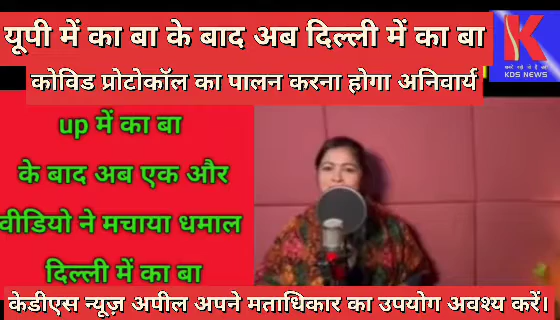 यूपी में का बा के बाद अब दिल्ली में का बा
कोविड प्रोटोकॉल का पालन करना होगा अनिवार्य
KDS NEWS
up में का बा
के बाद अब एक और
वीडियो ने मचाया धमाल
दिल्ली में का बा
केडीएस न्यूज़ अपील अपने मताधिकार का उपयोग अवश्य करें।